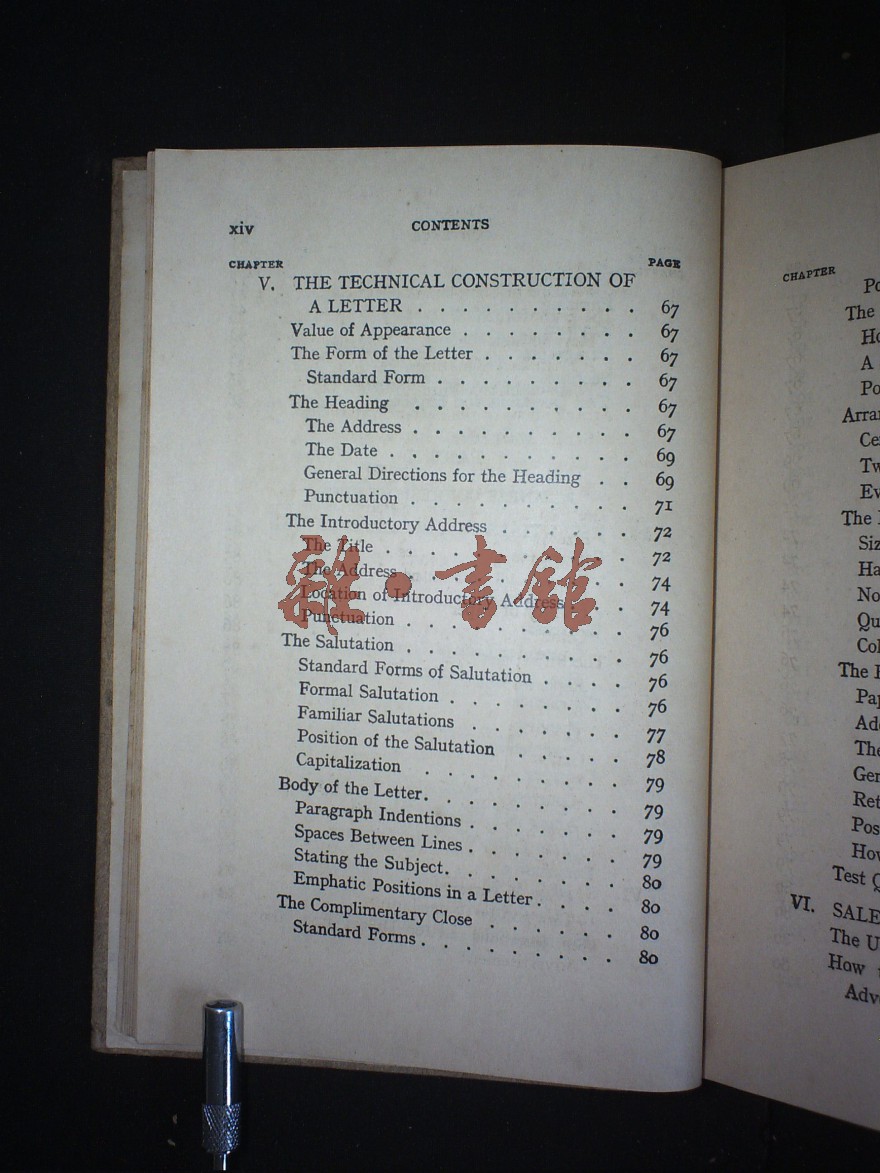 xiv CONTENTS
CHAPTER PAGE
V. THE TECHNICAL CONSTRUCTION OF
A LETTER . . . . . . . . . . 67
Value of Appearance . . . . . . . 67
The Form of the Letter . . . . . . 67
Standard Form . . . . . . . . . 67
The Heading . . . . . . . . . . 67
The Address . . . . . . . . . . 67
The Date . . . . . . . . . . . 69
General Directions for the Heading . . 69
Punctuation . . . . . . . . . . 71
The Introductory Address . . . . . . 72
The Title . . . . . . . . . . . 72
The Address . . . . . . . . . . 74
Location of Introductory Address . . . 74
Punctuation . . . . . . . . . . 76
The Salutation . . . . . . . . . . 76
Standard Forms of Salutation . . . . 76
Formal Salutation . . . . . . . . 76
Familiar Salutations . . . . . . . 77
Position of the Salutation . . . . . 78
Capitalization . . . . . . . . . 79
Body of the Letter . . . . . . . . . 79
Paragraph Indentions . . . . . . . 79
Spaces Between Lines . . . . . . . 79
Stating the Subject . . . . . . . . 80
Emphatic Positions in a Letter . . . . 80
The Complimentary Close . . . . . . 80
Standard Forms . . . . . . . . . 80
雜·書館
CHAPTER
The
A
The
VI. SALE
The U
How